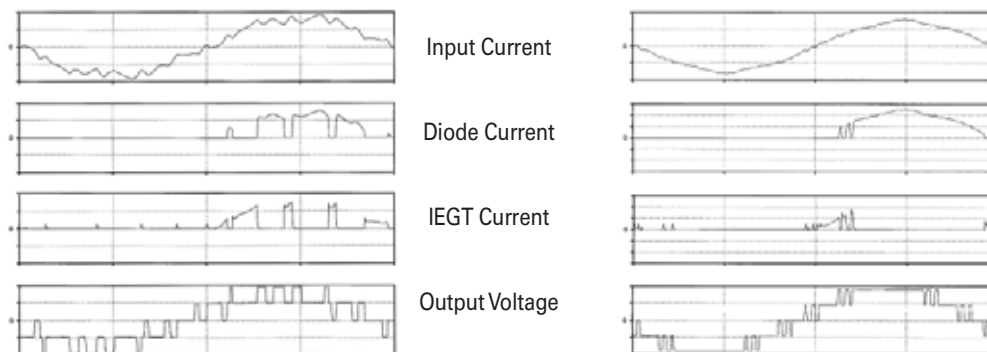 Input Current
Diode Current
IEGT Current
Output Voltage